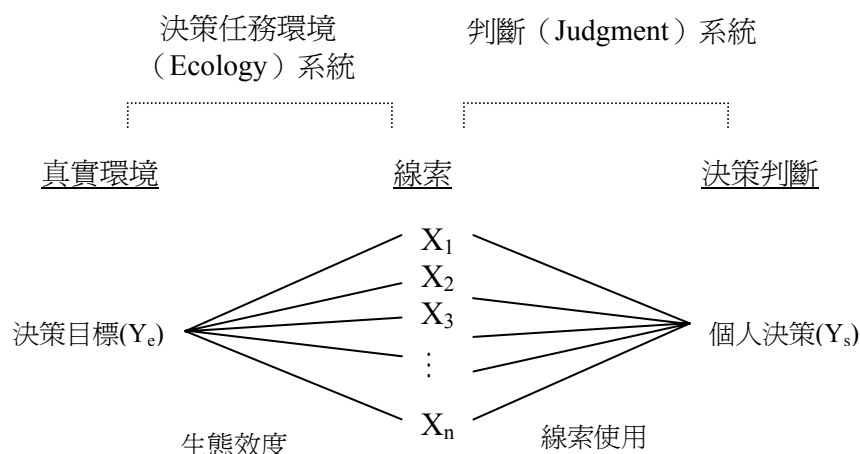 決策任務環境
（Ecology）系統
判斷（Judgment）系統
真實環境
線索
決策判斷
X₁
X₂
X₃
⋮
Xₙ
決策目標(Yₑ)
個人決策(Yₛ)
生態效度
線索使用